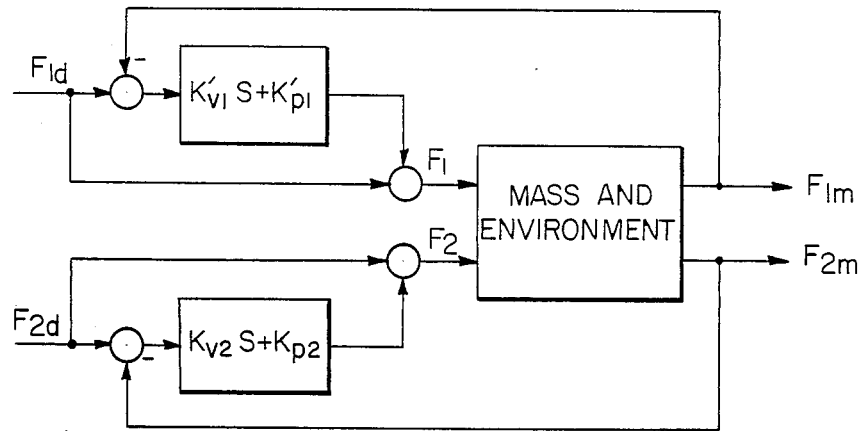 F1d
-
K'v1 S+K'p1
F1
MASS AND
ENVIRONMENT
F1m
F2
F2m
F2d
-
Kv2 S+Kp2